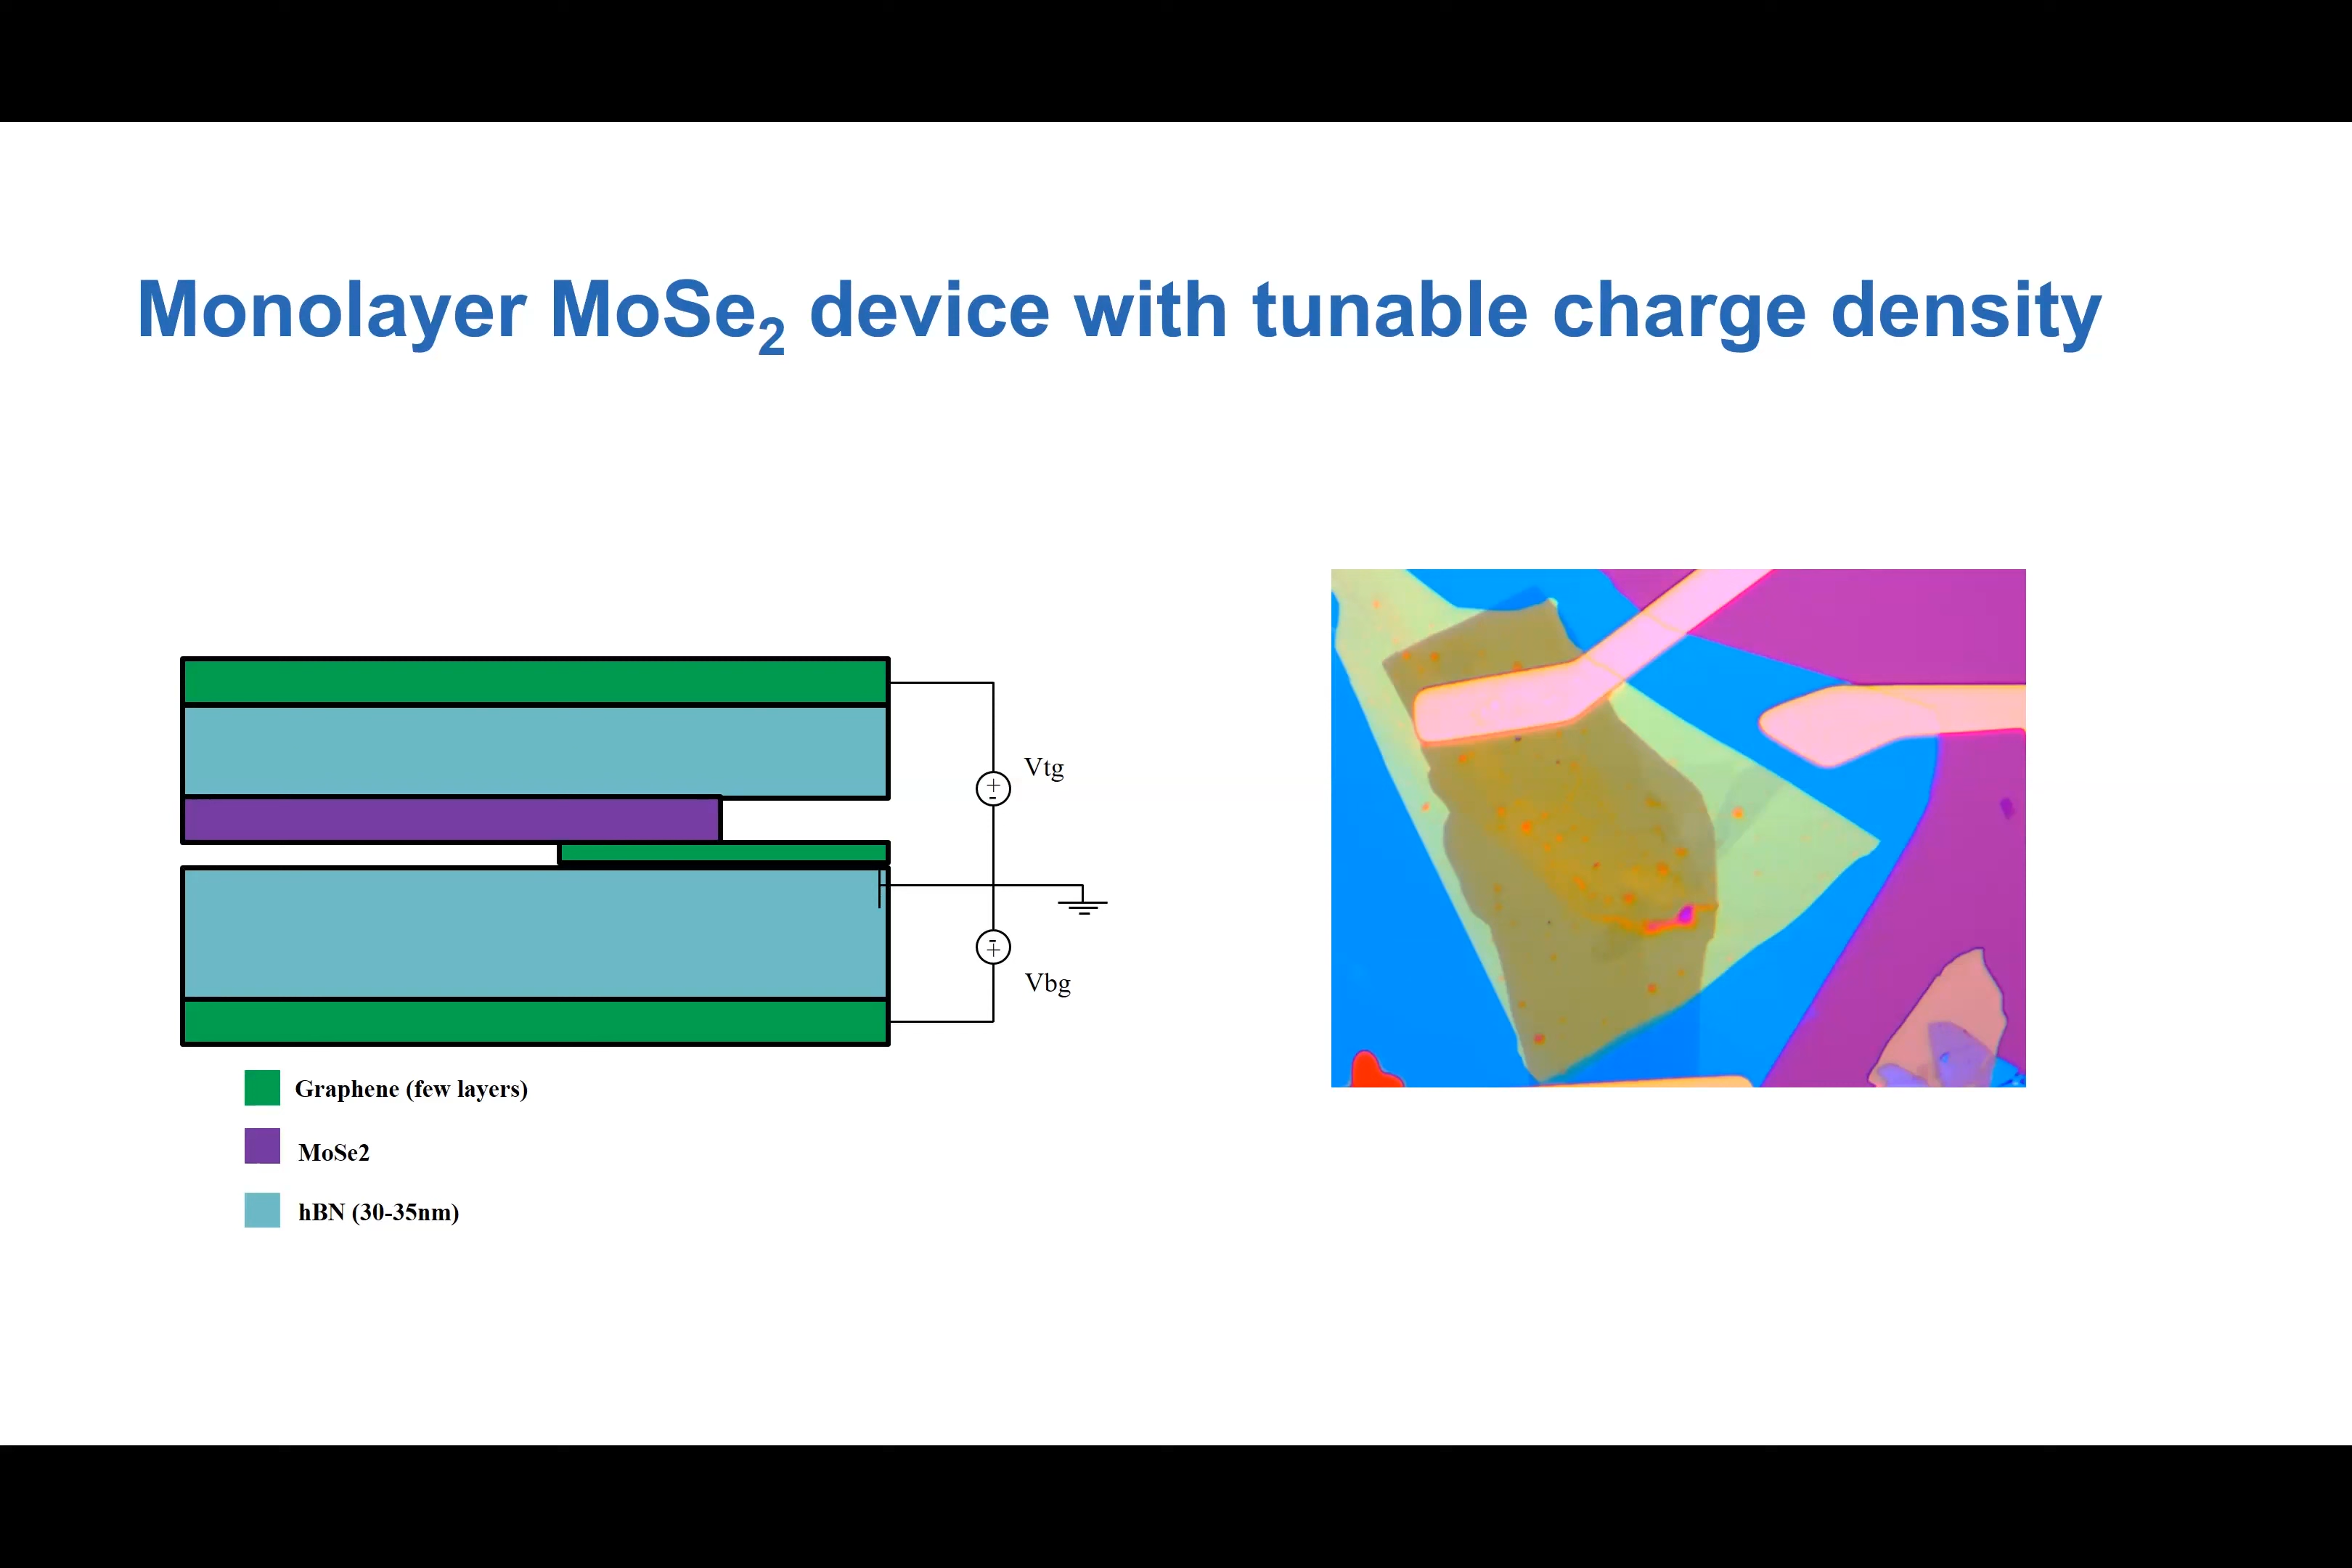 Monolayer MoSe₂ device with tunable charge density
Vtg
Vbg
Graphene (few layers)
MoSe2
hBN (30-35nm)